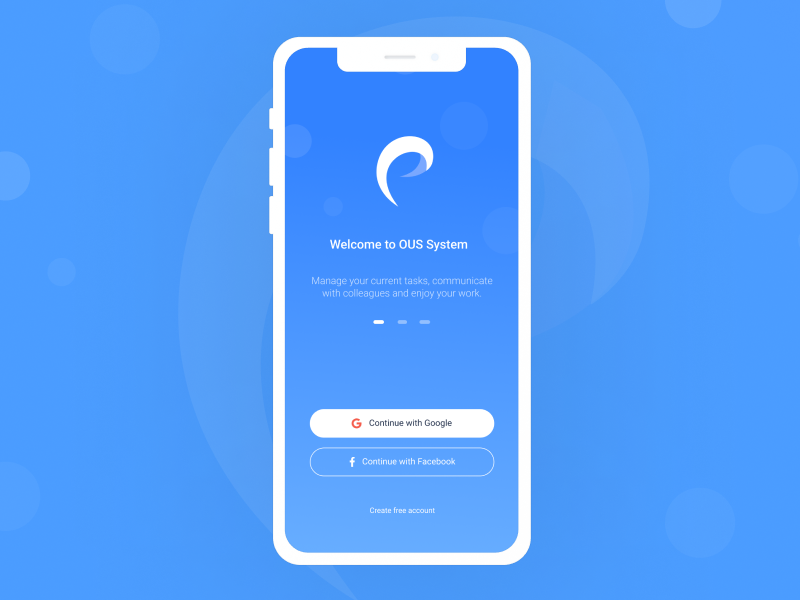 Welcome to OUS System
Manage your current tasks, communicate
with colleagues and enjoy your work.
Continue with Google
Continue with Facebook
Create free account